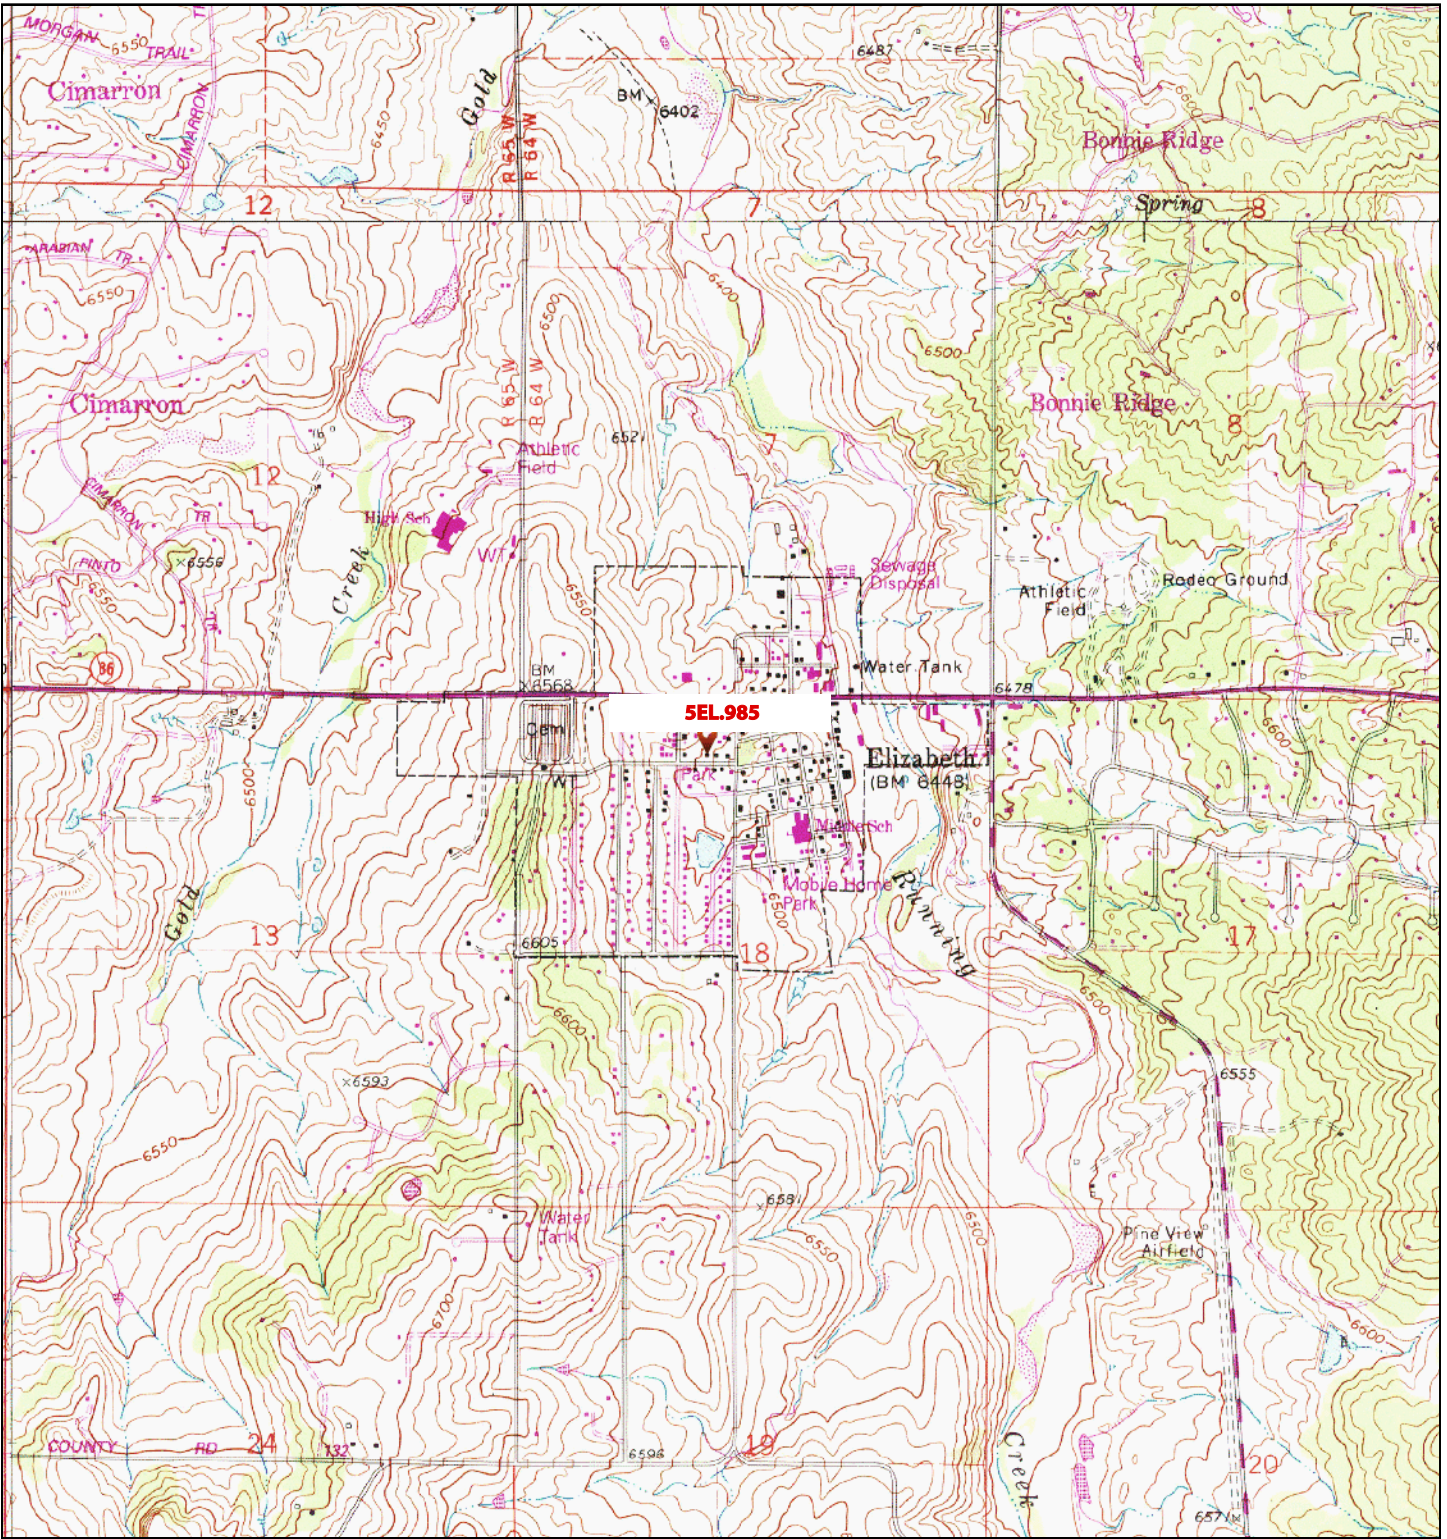 MORGAN
TRAIL
6550
Cimarron
CIMARRON
6450
Gold
R 65 W
R 64 W
BM
6402
6487
6600
Bonnie Ridge
12
7
Spring
8
ARABIAN
TR
6550
6500
6400
6500
Cimarron
R 65 W
R 64 W
Bonnie Ridge
6521
7
8
Athletic
Field
12
CIMARRON
TR
High Sch
WT
×6556
PINTO
6550
TR
Creek
6550
Sewage
Disposal
Athletic
Field
Rodeo Ground
86
BM
×6568
Water Tank
6478
5EL.985
Cem
Elizabeth
(BM 6448)
6600
Park
WT
6500
Middle Sch
Mobile Home
Park
6500
Running
Gold
13
6605
18
17
6500
6600
×6593
6555
6550
×6581
Water
Tank
6550
6500
Pine View
Airfield
6700
6600
COUNTY
RD
132
24
6596
19
Creek
20
6571×